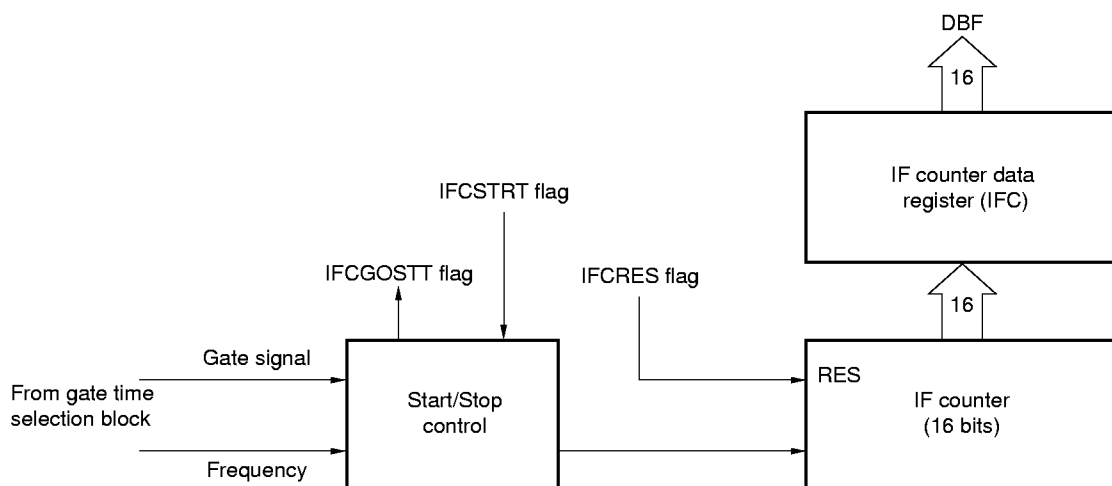 DBF
16
IF counter data
register (IFC)
IFCSTRT flag
IFCGOSTT flag
IFCRES flag
16
Gate signal
RES
From gate time
selection block
Start/Stop
control
IF counter
(16 bits)
Frequency